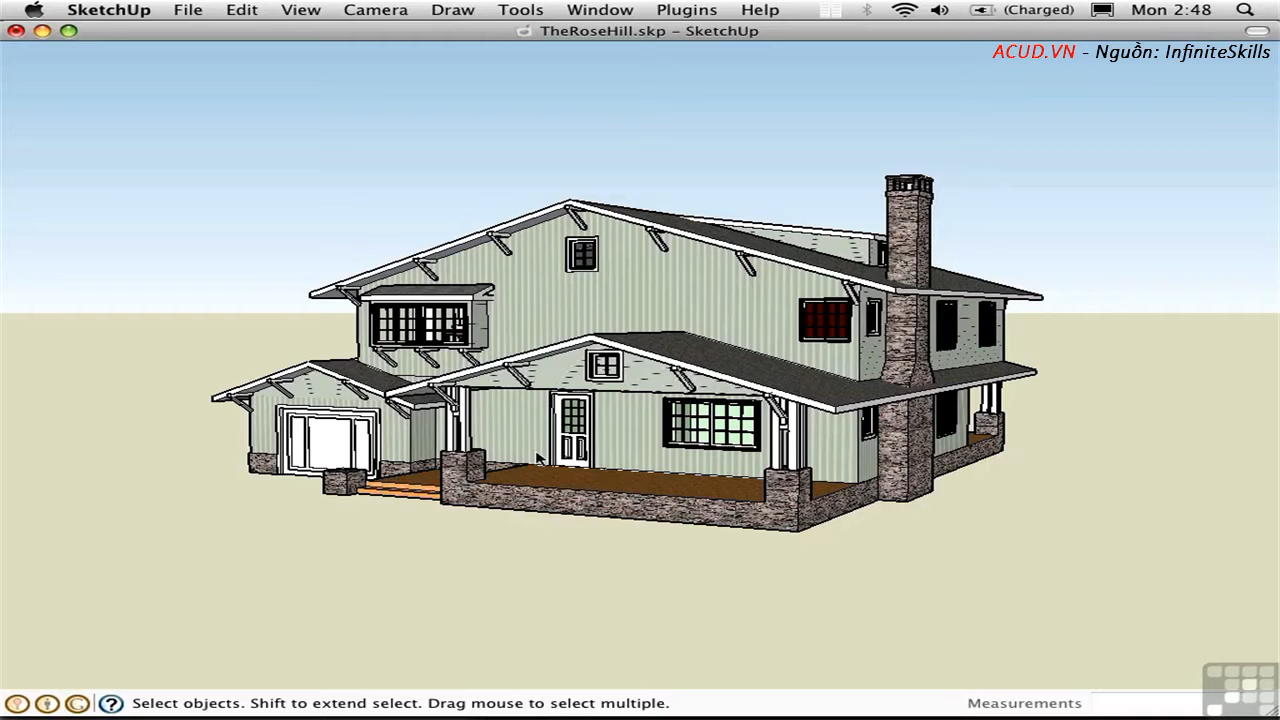 SketchUp File Edit View Camera Draw Tools Window Plugins Help (Charged) Mon 2:48
TheRoseHill.skp – SketchUp
ACUD.VN - Nguồn: InfiniteSkills
? Select objects. Shift to extend select. Drag mouse to select multiple. Measurements